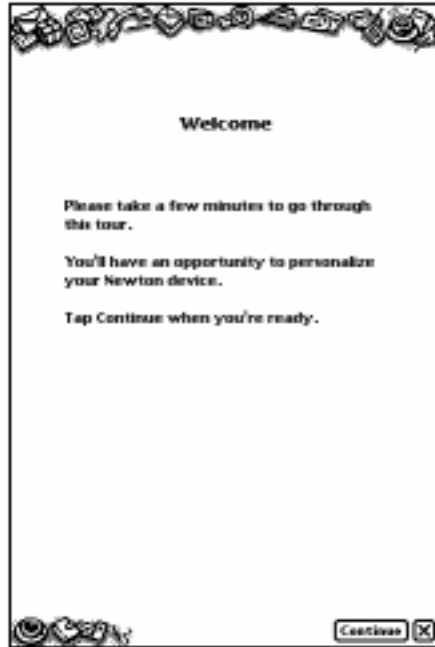 Welcome
Please take a few minutes to go through
this tour.
You'll have an opportunity to personalize
your Newton device.
Tap Continue when you're ready.
Continue